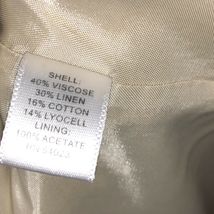 SHELL:
40% VISCOSE
30% LINEN
16% COTTON
14% LYOCELL
LINING:
100% ACETATE